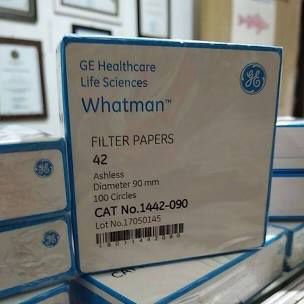 GE Healthcare
Life Sciences
Whatman™
FILTER PAPERS
42
Ashless
Diameter 90 mm
100 Circles
CAT No.1442-090
Lot No.17050145